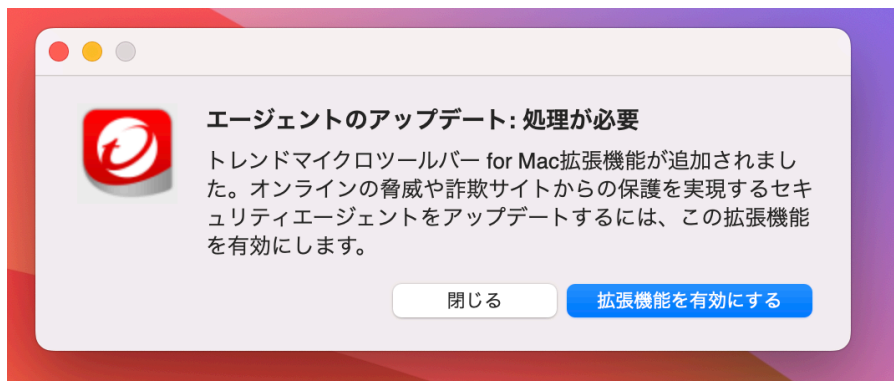 エージェントのアップデート: 処理が必要
トレンドマイクロツールバー for Mac拡張機能が追加されまし
た。オンラインの脅威や詐欺サイトからの保護を実現するセキ
ュリティエージェントをアップデートするには、この拡張機能
を有効にします。
閉じる
拡張機能を有効にする